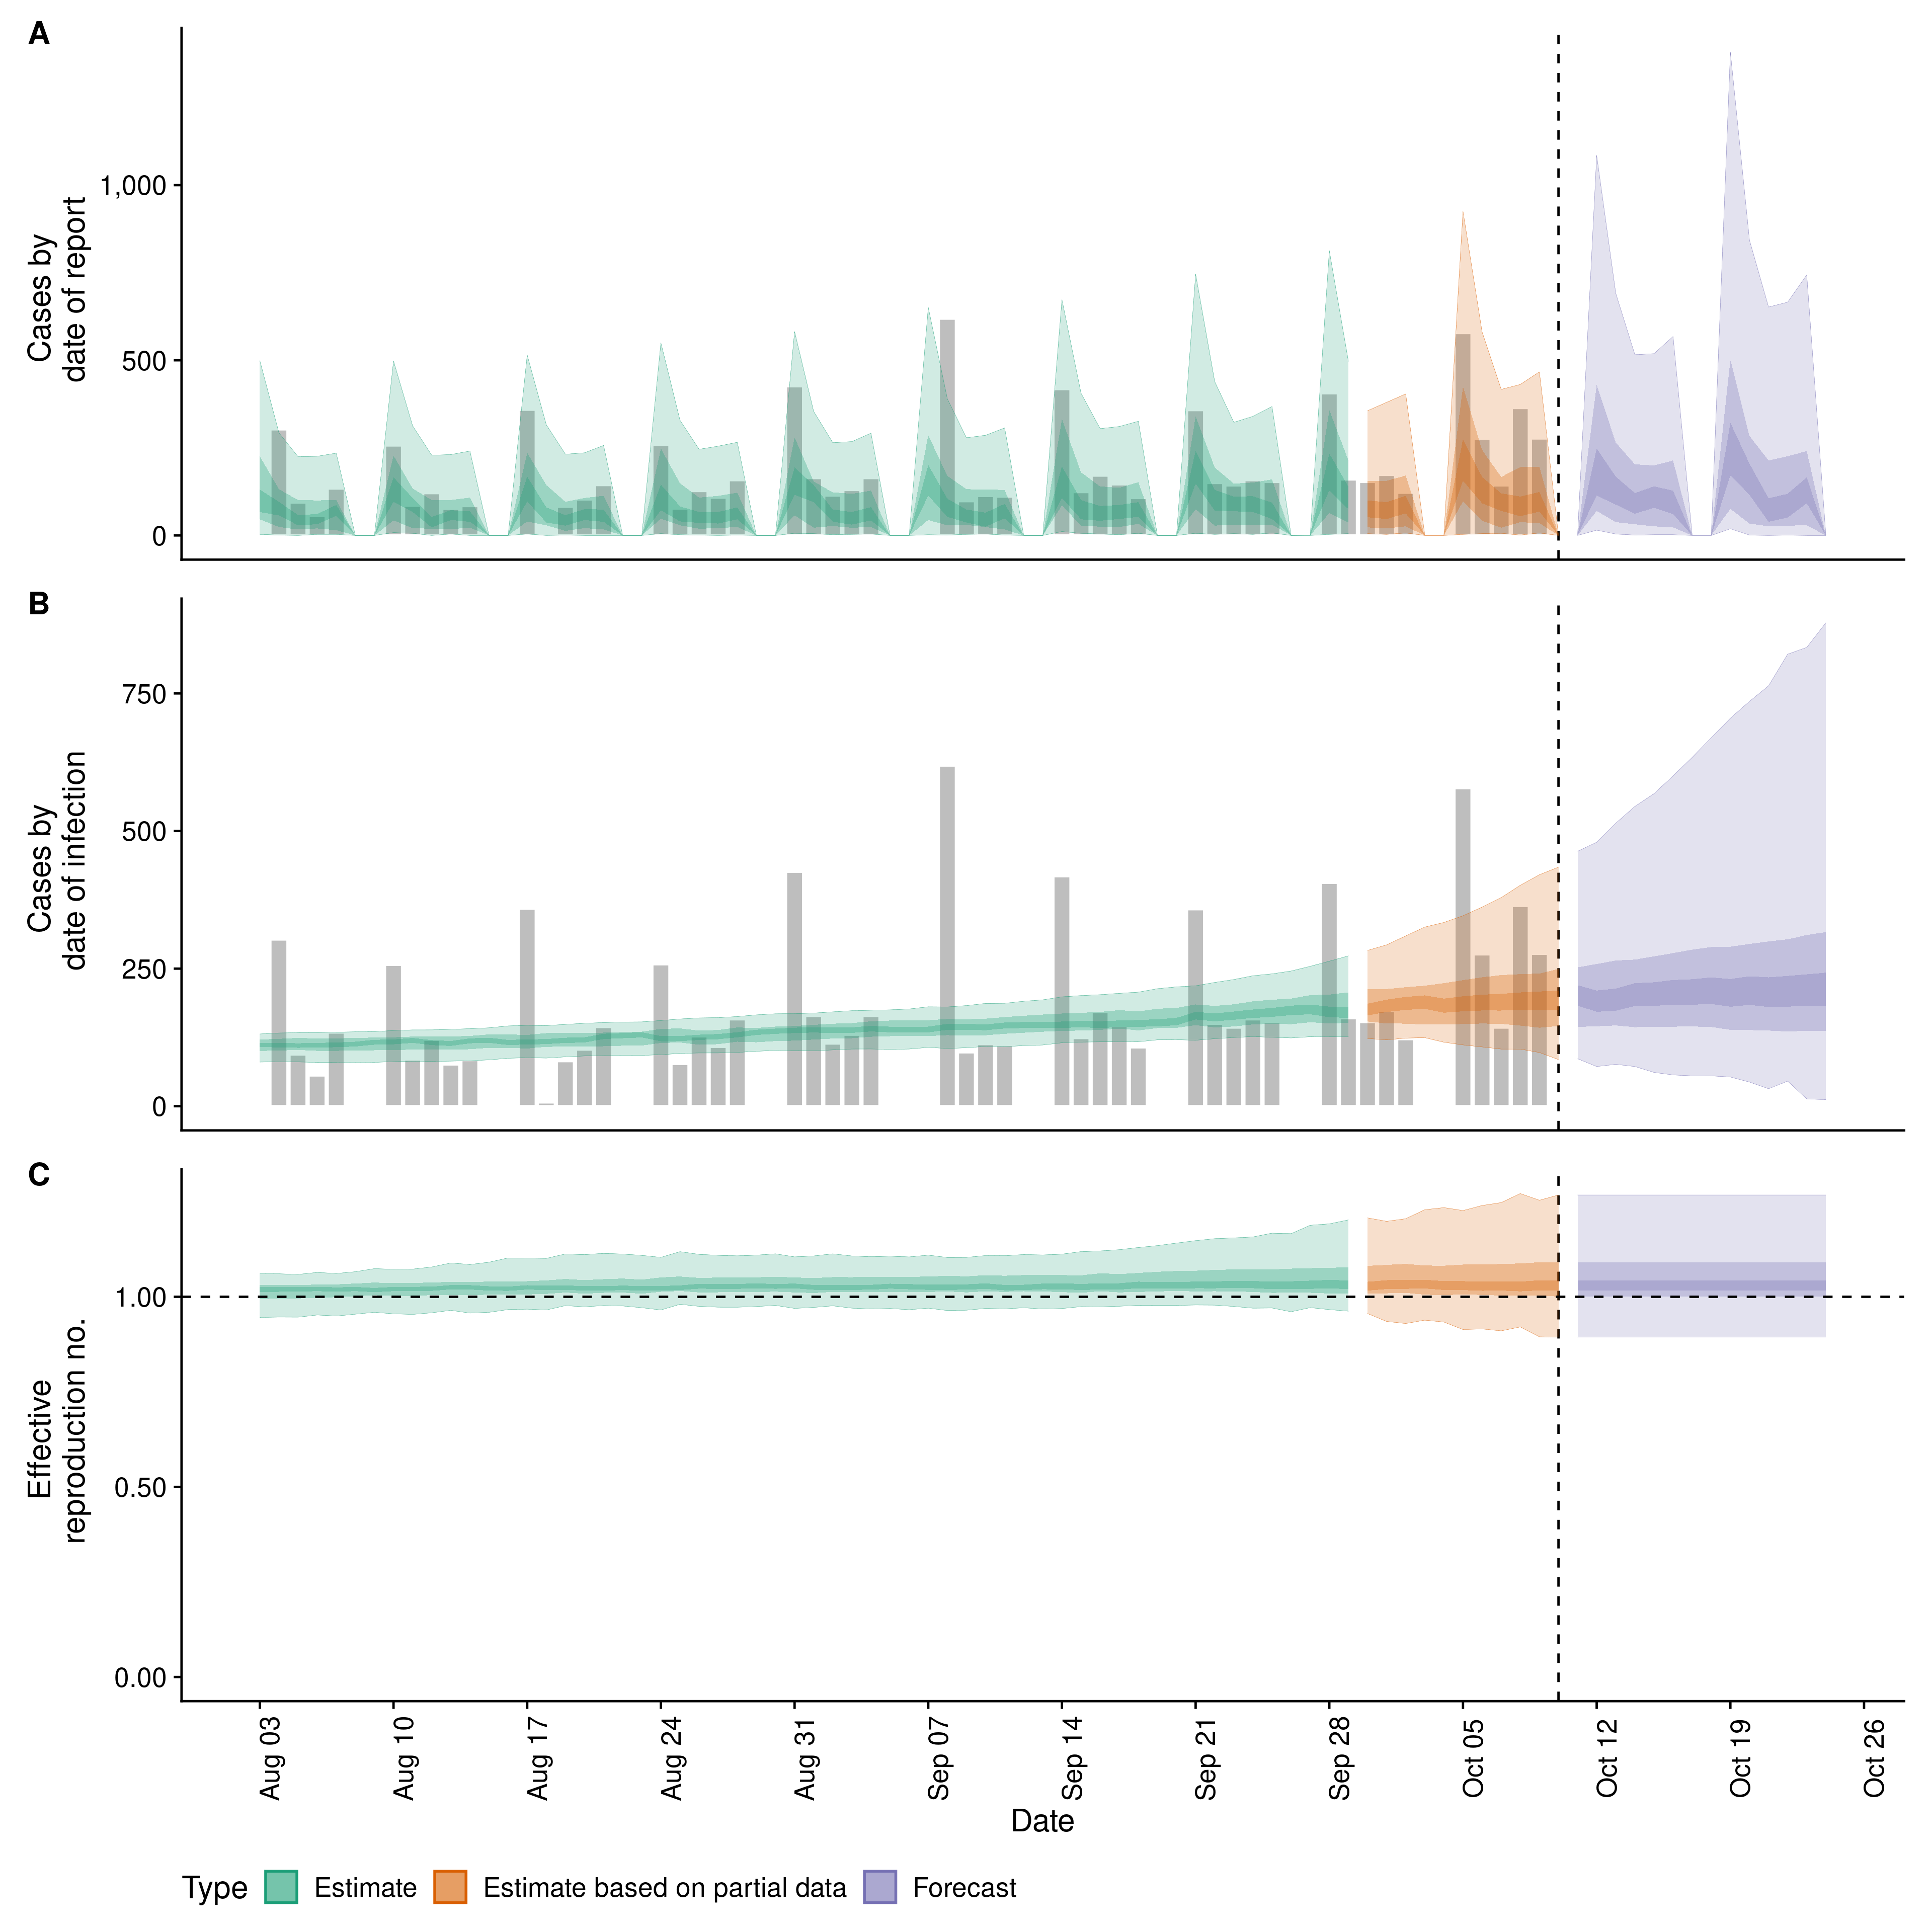 A
Cases by
date of report
1,000
500
0
B
Cases by
date of infection
750
500
250
0
C
Effective
reproduction no.
1.00
0.50
0.00
Aug 03
Aug 10
Aug 17
Aug 24
Aug 31
Sep 07
Sep 14
Sep 21
Sep 28
Oct 05
Oct 12
Oct 19
Oct 26
Date
Type Estimate Estimate based on partial data Forecast